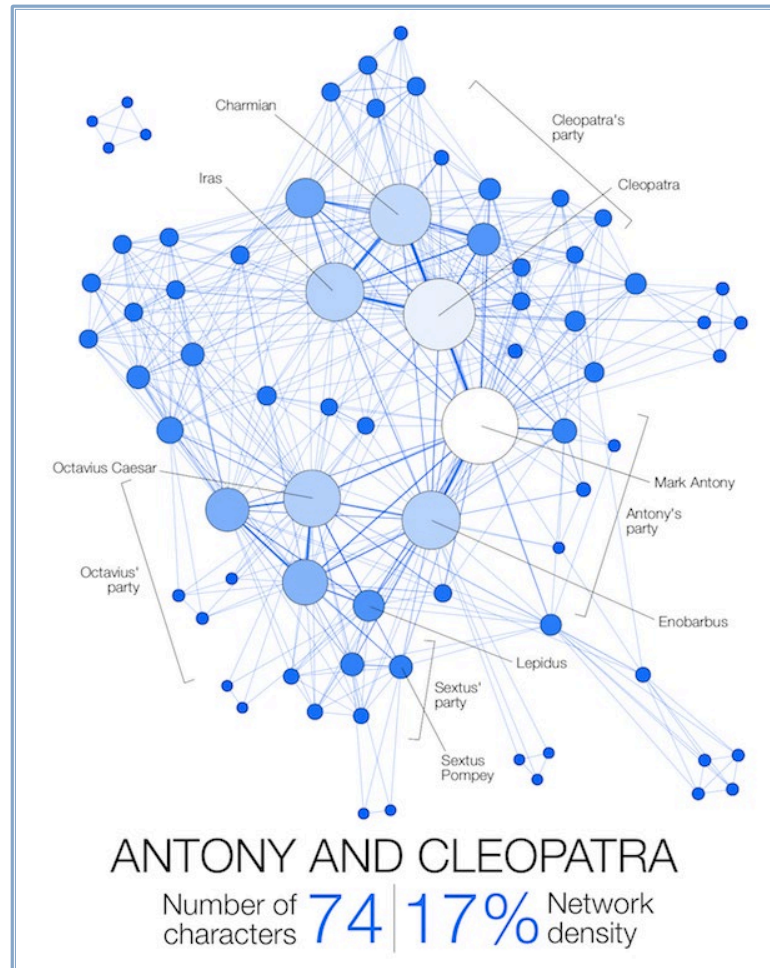 Charmian
Cleopatra's
party
Iras
Cleopatra
Octavius Caesar
Mark Antony
Antony's
party
Octavius'
party
Enobarbus
Lepidus
Sextus'
party
Sextus
Pompey
ANTONY AND CLEOPATRA
Number of
characters
74
17%
Network
density